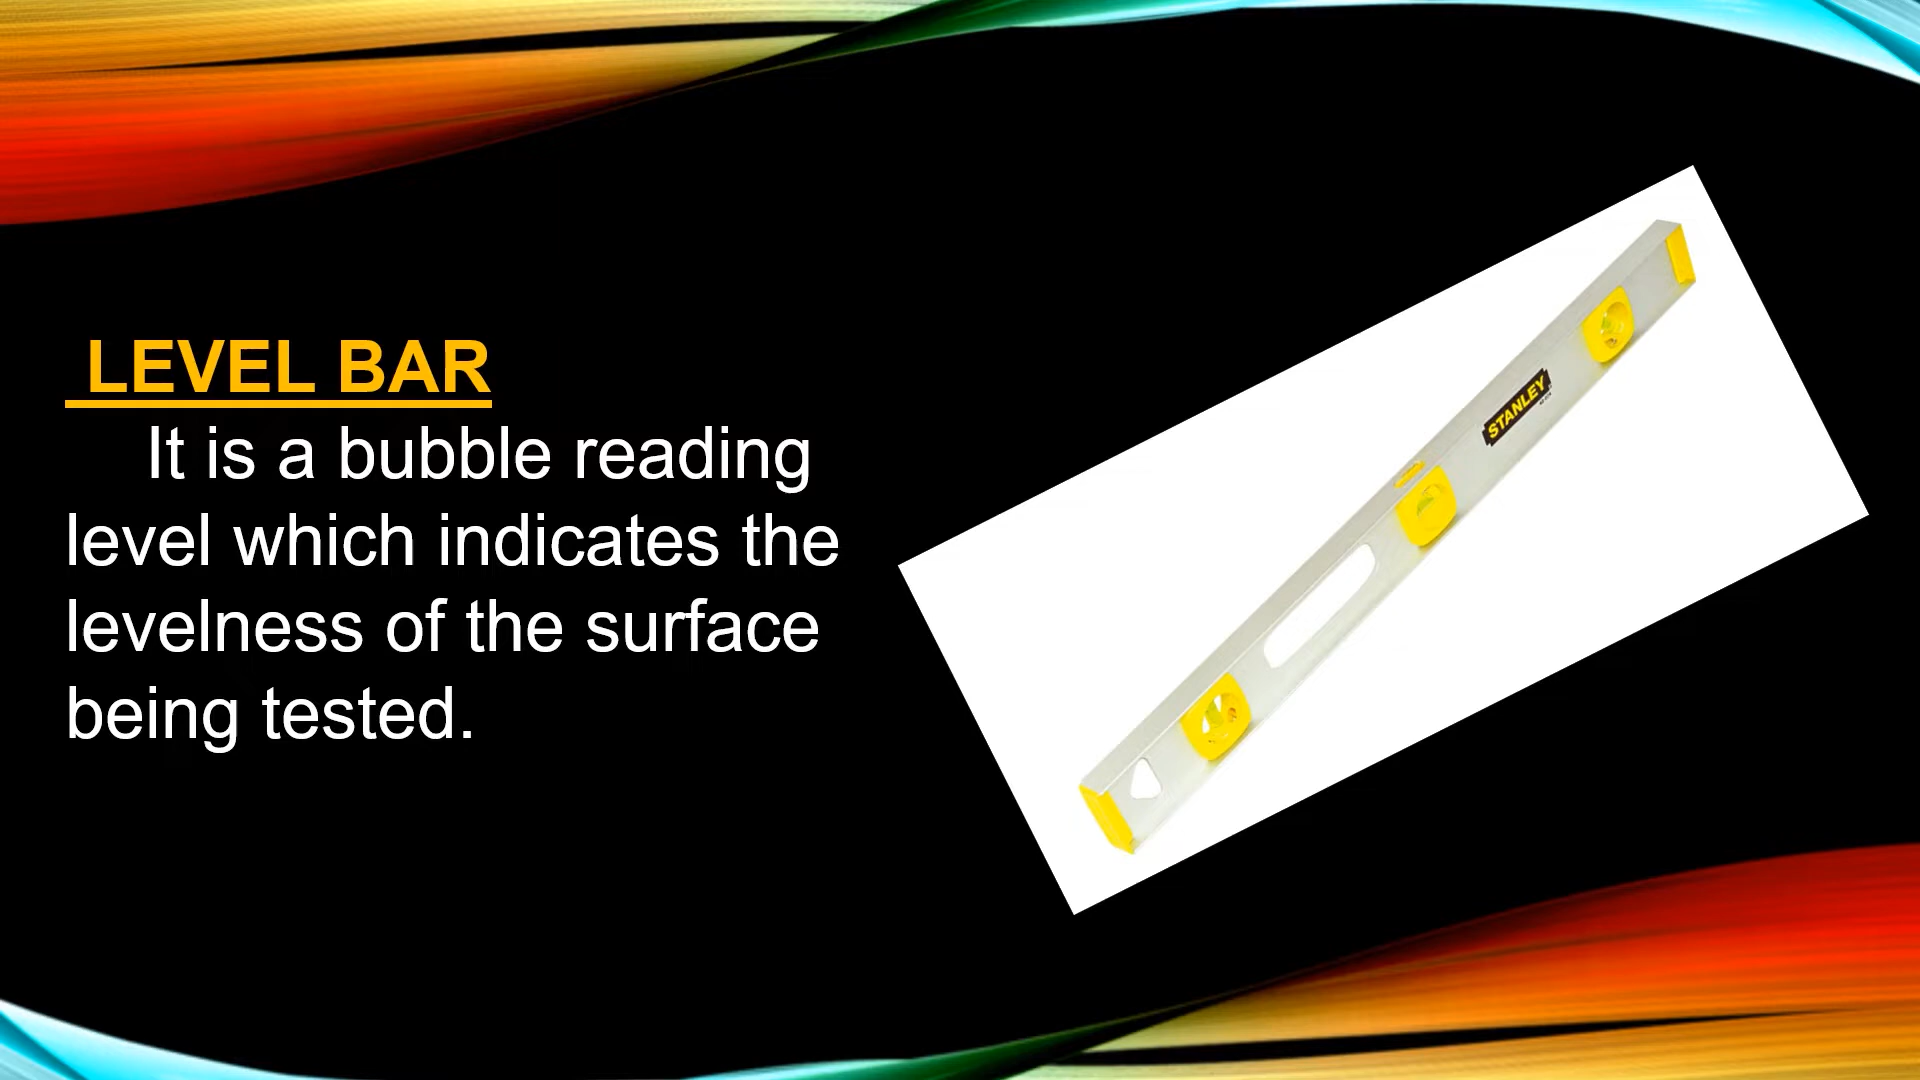 LEVEL BAR
It is a bubble reading
level which indicates the
levelness of the surface
being tested.
STANLEY